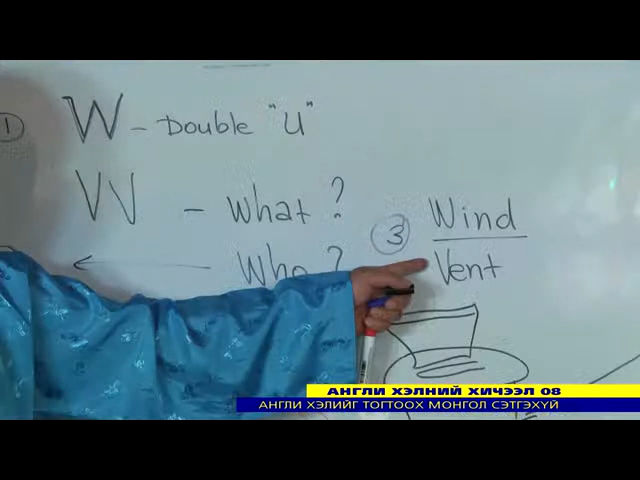 1 W - Double "U"
VV - What?
Who?
3 Wind
Vent
АНГЛИ ХЭЛНИЙ ХИЧЭЭЛ 08
АНГЛИ ХЭЛИЙГ ТОГТООХ МОНГОЛ СЭТГЭХҮЙ